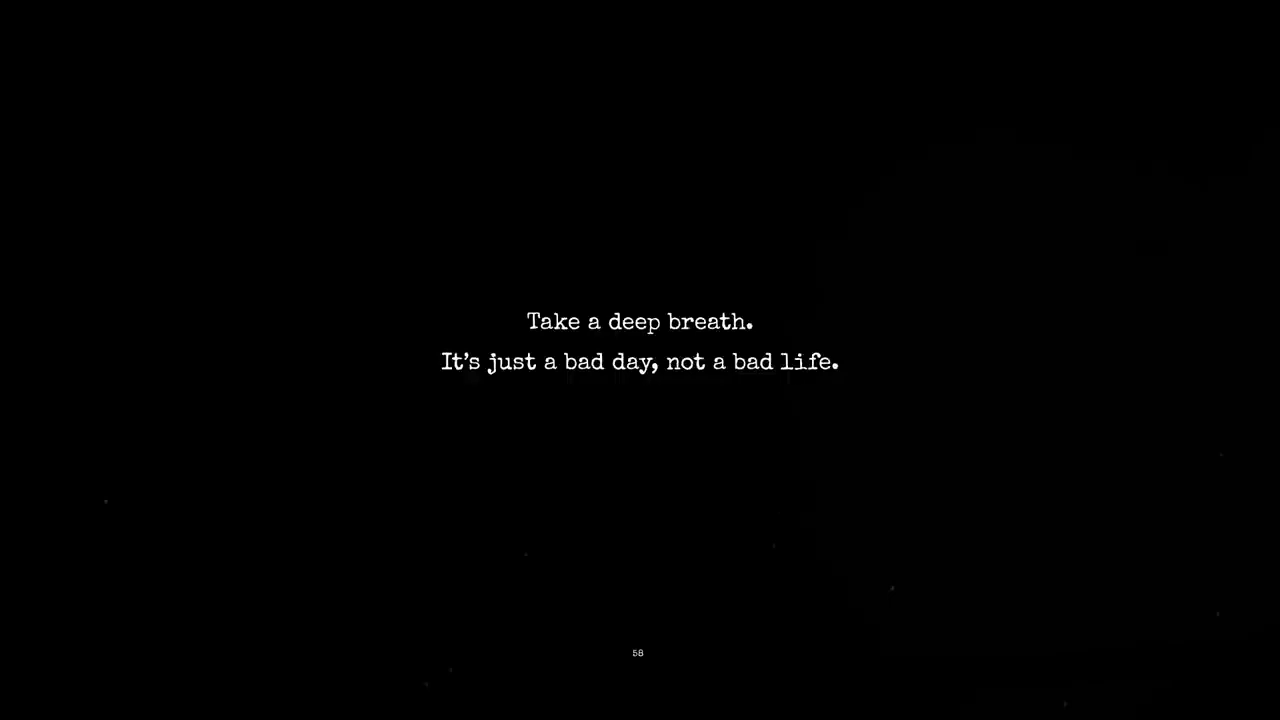 Take a deep breath.
It’s just a bad day, not a bad life.
58